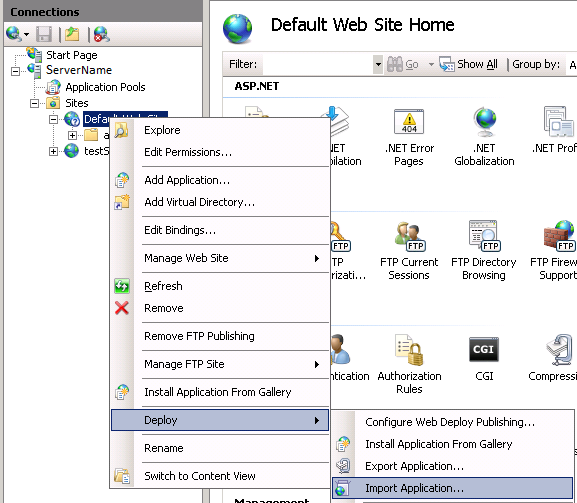 Connections
Start Page
ServerName
Application Pools
Sites
Default Web Sit
a
testS
Default Web Site Home
Filter: Go Show All Group by: A
ASP.NET
.NET
pilation
.NET Error
Pages
.NET
Globalization
.NET Prof
404
FTP
orizati...
FTP Current
Sessions
FTP Directory
Browsing
FTP Firew
Support
FTP
FTP
FTP
FTP
entication
Authorization
Rules
CGI
CGI
Compressi
Management
Explore
Edit Permissions...
Add Application...
Add Virtual Directory...
Edit Bindings...
Manage Web Site
Refresh
Remove
Remove FTP Publishing
Manage FTP Site
Install Application From Gallery
Deploy
Rename
Switch to Content View
Configure Web Deploy Publishing...
Install Application From Gallery
Export Application...
Import Application...